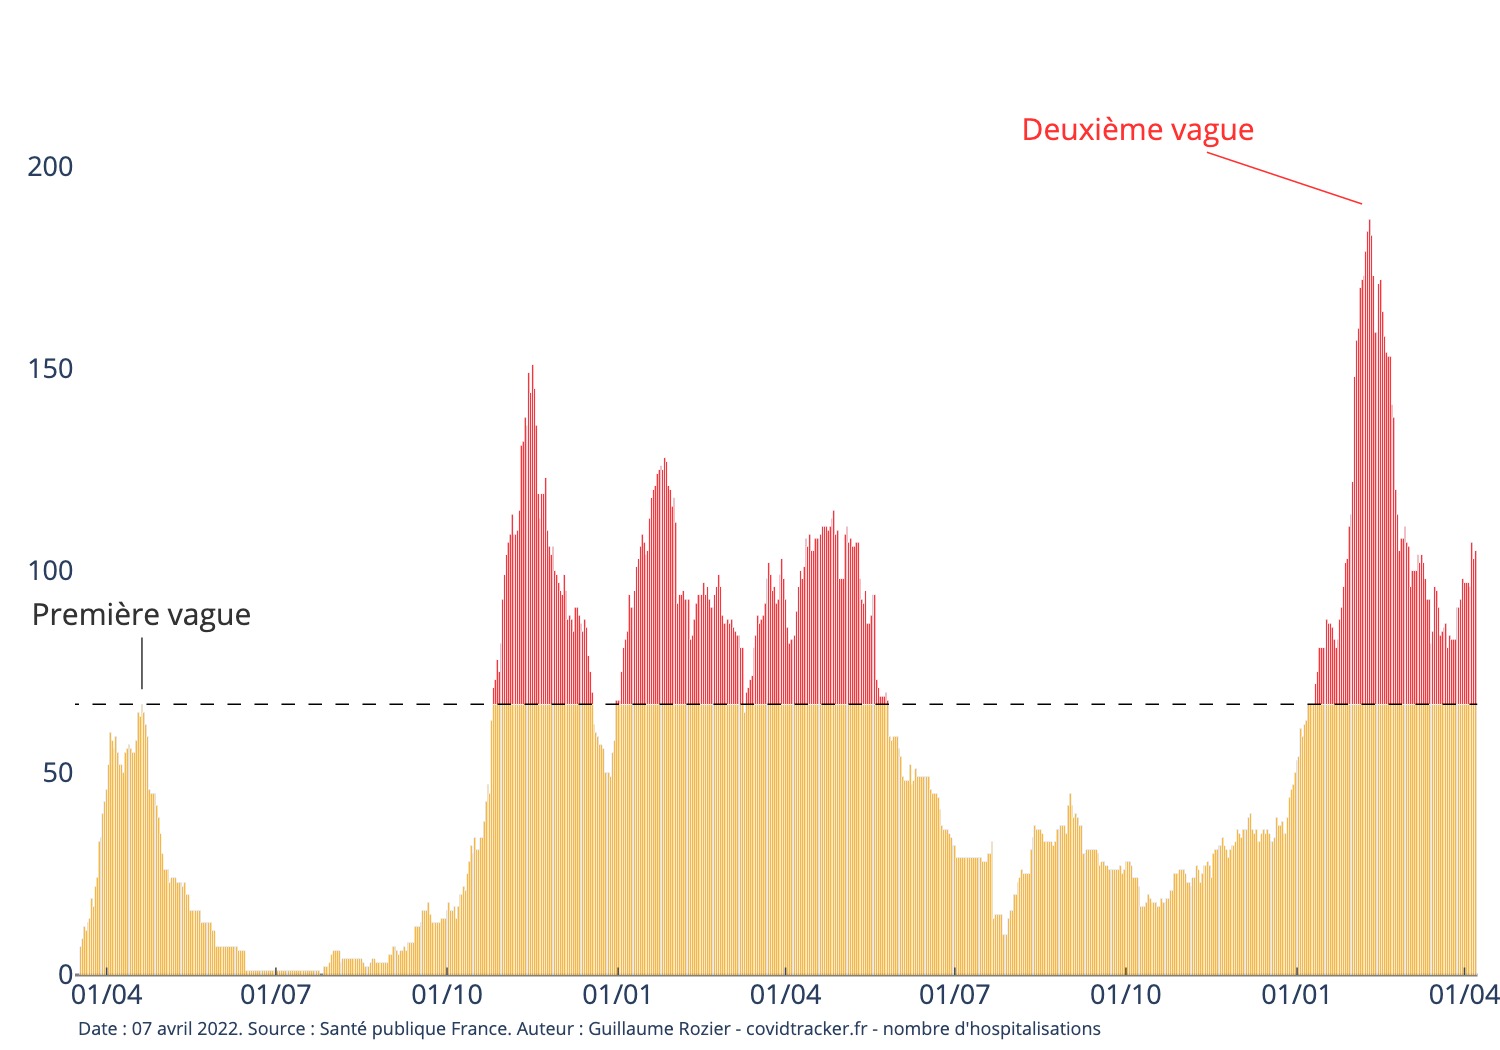 Deuxième vague
200
150
100
Première vague
50
0
01/04 01/07 01/10 01/01 01/04 01/07 01/10 01/01 01/04
Date : 07 avril 2022. Source : Santé publique France. Auteur : Guillaume Rozier - covidtracker.fr - nombre d'hospitalisations